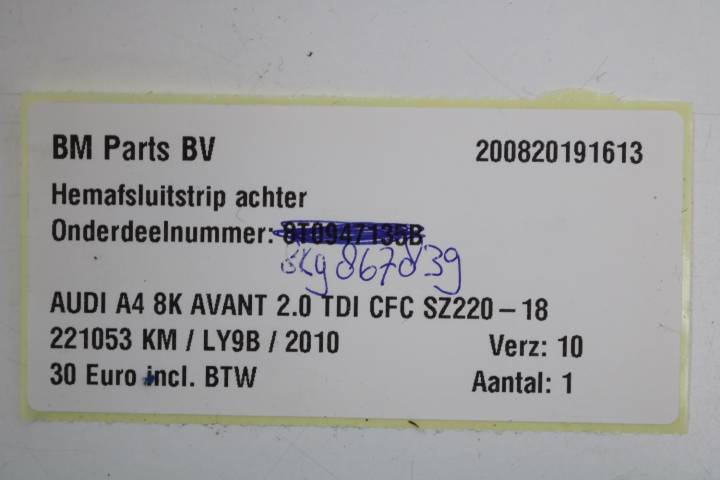 BM Parts BV 200820191613
Hemafsluitstrip achter
Onderdeelnummer: 8T0947135B
8Kg867839
AUDI A4 8K AVANT 2.0 TDI CFC SZ220-18
221053 KM / LY9B / 2010 Verz: 10
30 Euro incl. BTW Aantal: 1